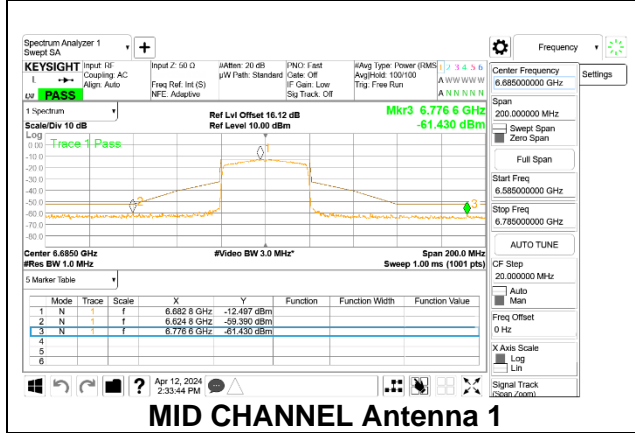 Spectrum Analyzer 1
Swept SA
+
Frequency
KEYSIGHT
Input: RF
Coupling: AC
Align: Auto
Input Z: 50 Ω
Freq Ref: Int (S)
NFE: Adaptive
#Atten: 20 dB
µW Path: Standard
PNO: Fast
Gate: Off
IF Gain: Low
Sig Track: Off
#Avg Type: Power (RMS
Avg|Hold: 100/100
Trig: Free Run
1 2 3 4 5 6
A W W W W W
A N N N N N
L
PASS
1 Spectrum
Scale/Div 10 dB
Ref Lvl Offset 16.12 dB
Ref Level 10.00 dBm
Mkr3 6.776 6 GHz
-61.430 dBm
Log
Trace 1 Pass
0.00
-10.0
-20.0
-30.0
-40.0
-50.0
-60.0
-70.0
-80.0
1
2
3
Center 6.6850 GHz
#Res BW 1.0 MHz
#Video BW 3.0 MHz*
Span 200.0 MHz
Sweep 1.00 ms (1001 pts)
5 Marker Table
Mode Trace Scale X Y Function Function Width Function Value
1 N 1 f 6.682 8 GHz -12.497 dBm
2 N 1 f 6.624 8 GHz -59.390 dBm
3 N 1 f 6.776 6 GHz -61.430 dBm
4
5
6
Center Frequency
6.685000000 GHz
Settings
Span
200.000000 MHz
Swept Span
Zero Span
Full Span
Start Freq
6.585000000 GHz
Stop Freq
6.785000000 GHz
AUTO TUNE
CF Step
20.000000 MHz
Auto
Man
Freq Offset
0 Hz
X Axis Scale
Log
Lin
Signal Track
(Span Zoom)
?
Apr 12, 2024
2:33:44 PM
MID CHANNEL Antenna 1